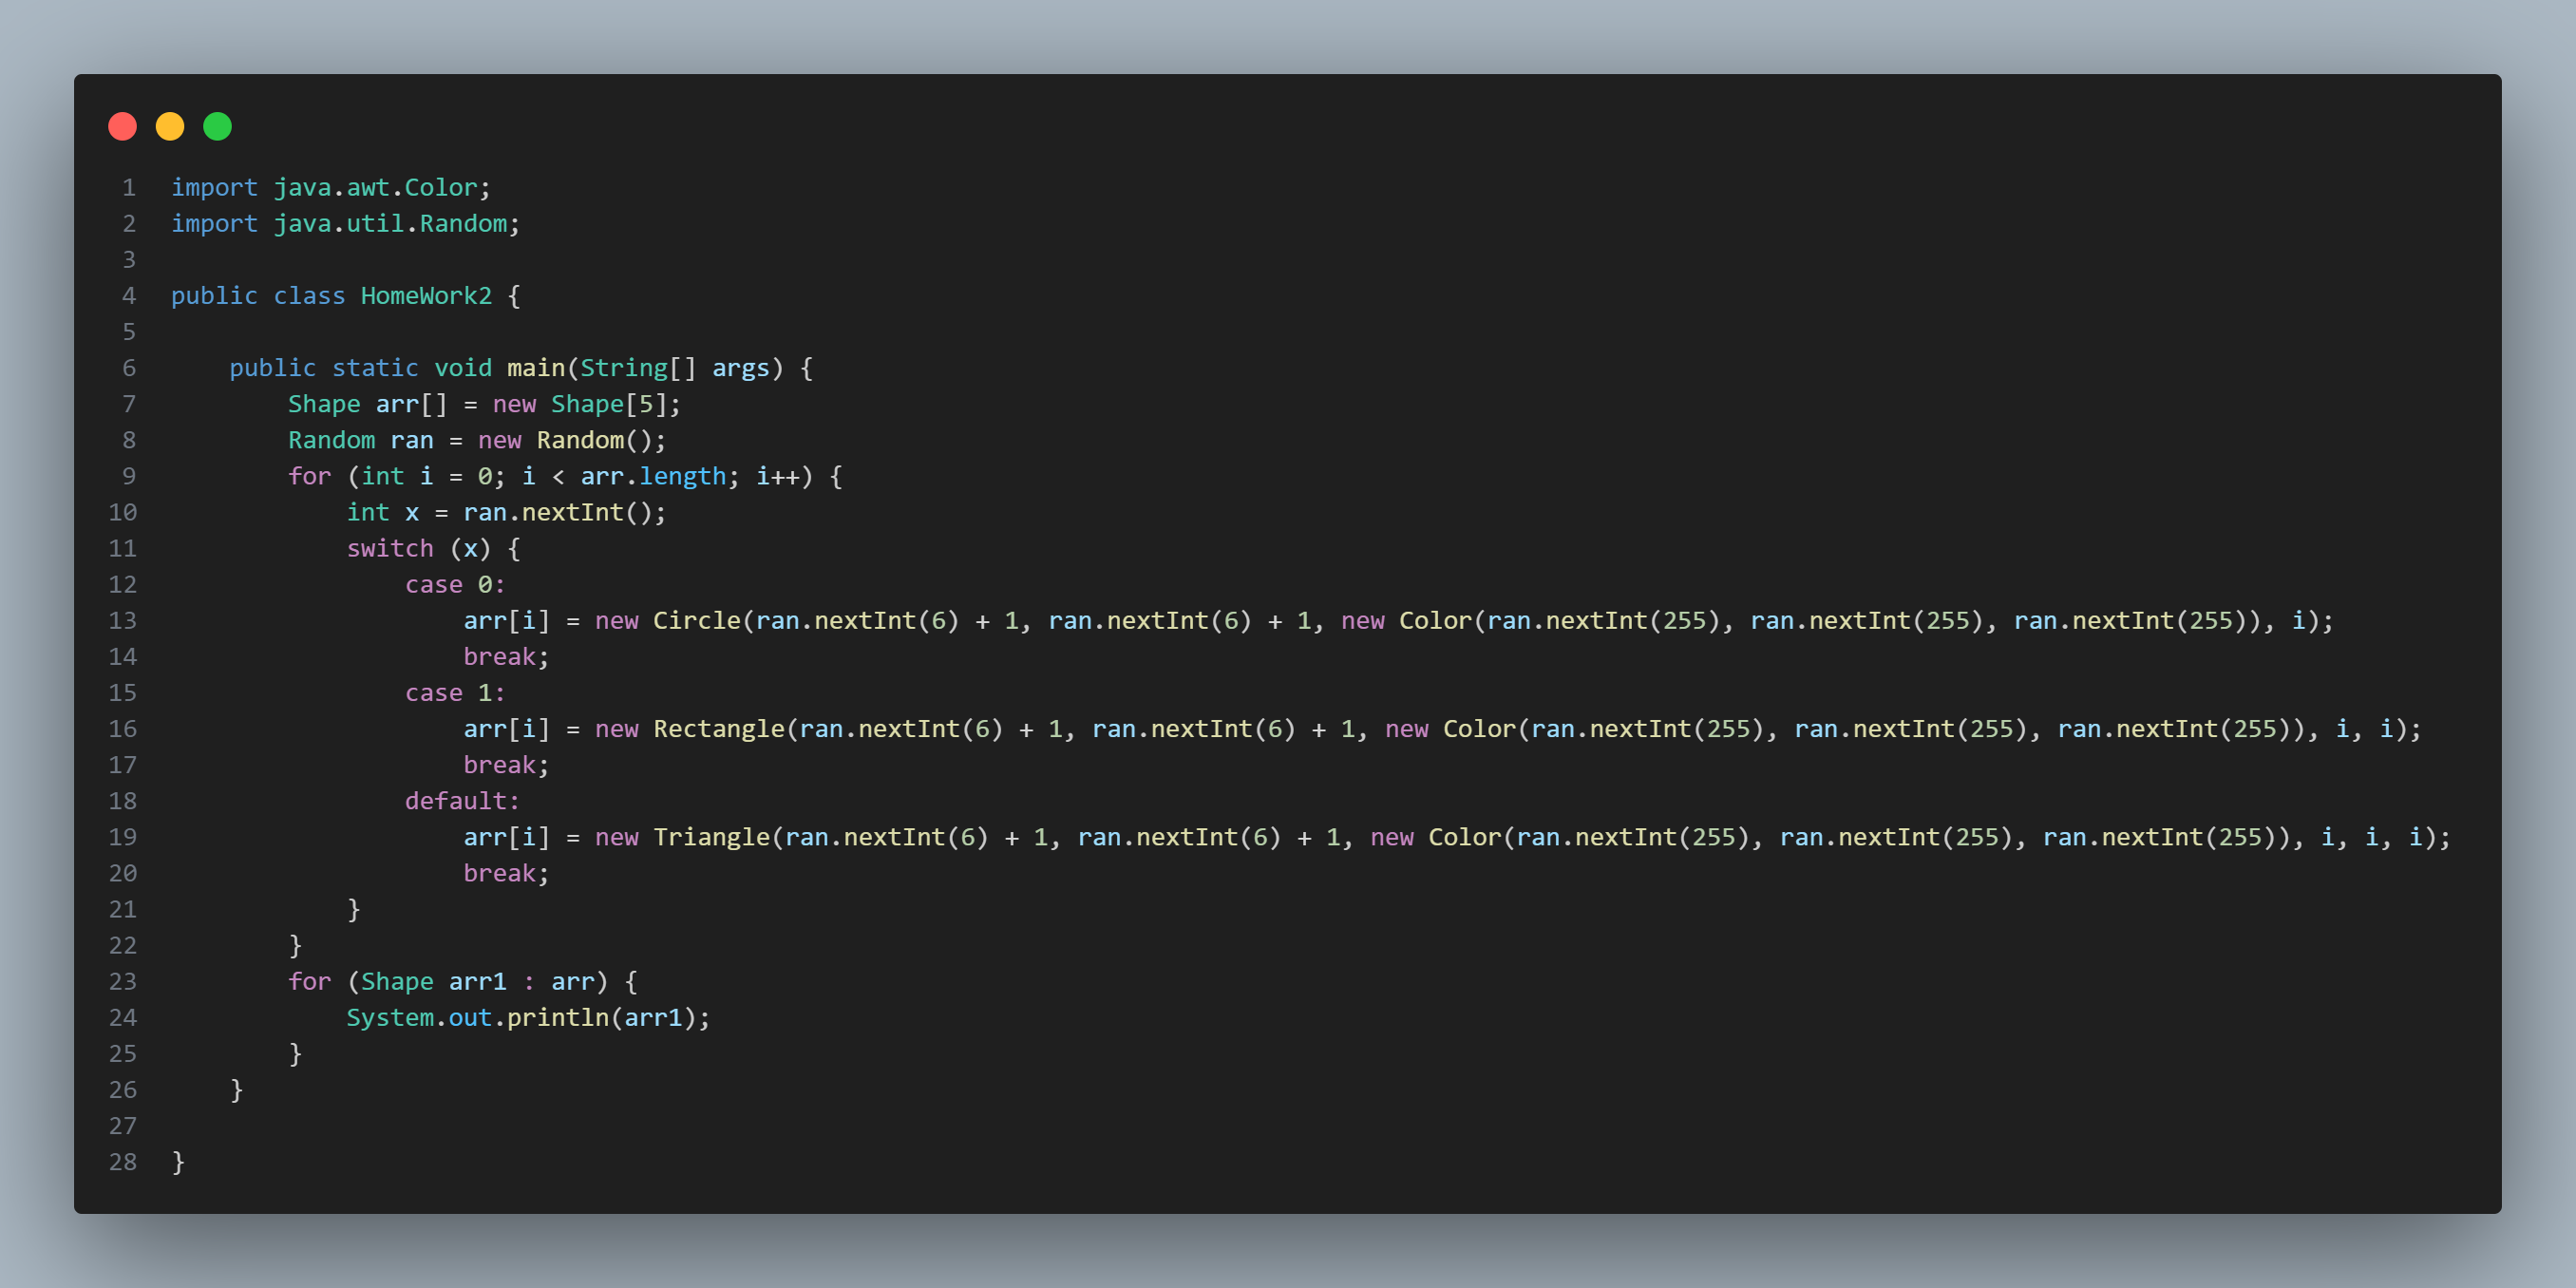 1 import java.awt.Color;
2 import java.util.Random;
3
4 public class HomeWork2 {
5
6     public static void main(String[] args) {
7         Shape arr[] = new Shape[5];
8         Random ran = new Random();
9         for (int i = 0; i < arr.length; i++) {
10             int x = ran.nextInt();
11             switch (x) {
12                 case 0:
13                     arr[i] = new Circle(ran.nextInt(6) + 1, ran.nextInt(6) + 1, new Color(ran.nextInt(255), ran.nextInt(255), ran.nextInt(255)), i);
14                     break;
15                 case 1:
16                     arr[i] = new Rectangle(ran.nextInt(6) + 1, ran.nextInt(6) + 1, new Color(ran.nextInt(255), ran.nextInt(255), ran.nextInt(255)), i, i);
17                     break;
18                 default:
19                     arr[i] = new Triangle(ran.nextInt(6) + 1, ran.nextInt(6) + 1, new Color(ran.nextInt(255), ran.nextInt(255), ran.nextInt(255)), i, i, i);
20                     break;
21             }
22         }
23         for (Shape arr1 : arr) {
24             System.out.println(arr1);
25         }
26     }
27
28 }